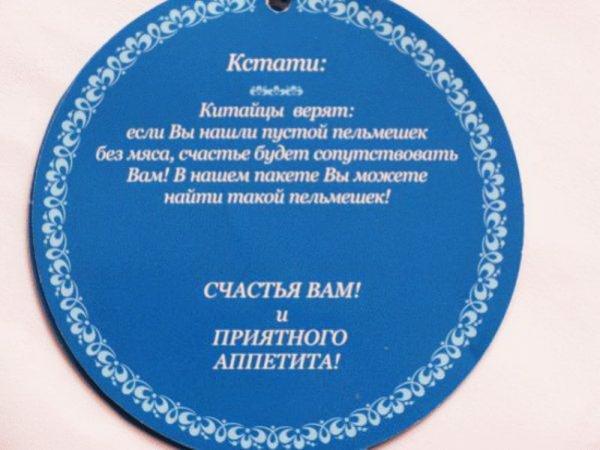 Кстати:
Китайцы верят:
если Вы нашли пустой пельмешек
без мяса, счастье будет сопутствовать
Вам! В нашем пакете Вы можете
найти такой пельмешек!
СЧАСТЬЯ ВАМ!
и
ПРИЯТНОГО
АППЕТИТА!